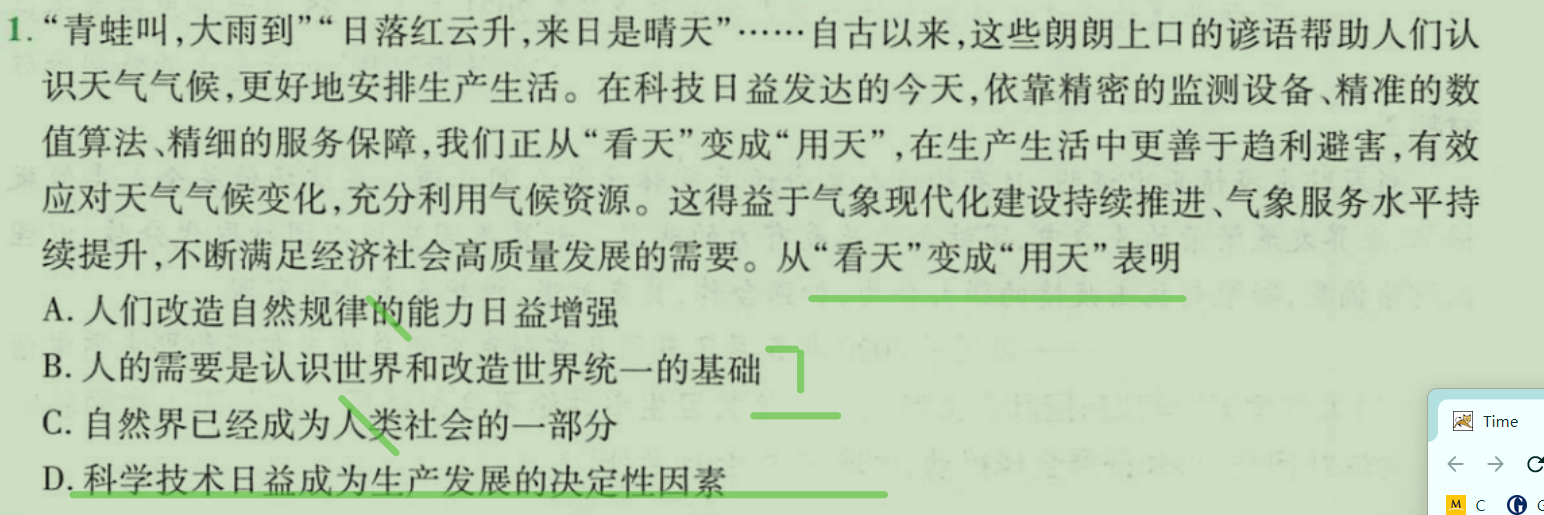 1. “青蛙叫,大雨到”“日落红云升,来日是晴天”……自古以来,这些朗朗上口的谚语帮助人们认
识天气气候,更好地安排生产生活。在科技日益发达的今天,依靠精密的监测设备、精准的数
值算法、精细的服务保障,我们正从“看天”变成“用天”,在生产生活中更善于趋利避害,有效
应对天气气候变化,充分利用气候资源。这得益于气象现代化建设持续推进、气象服务水平持
续提升,不断满足经济社会高质量发展的需要。从“看天”变成“用天”表明
A. 人们改造自然规律的能力日益增强
B. 人的需要是认识世界和改造世界统一的基础
C. 自然界已经成为人类社会的一部分
D. 科学技术日益成为生产发展的决定性因素
Time
M C G